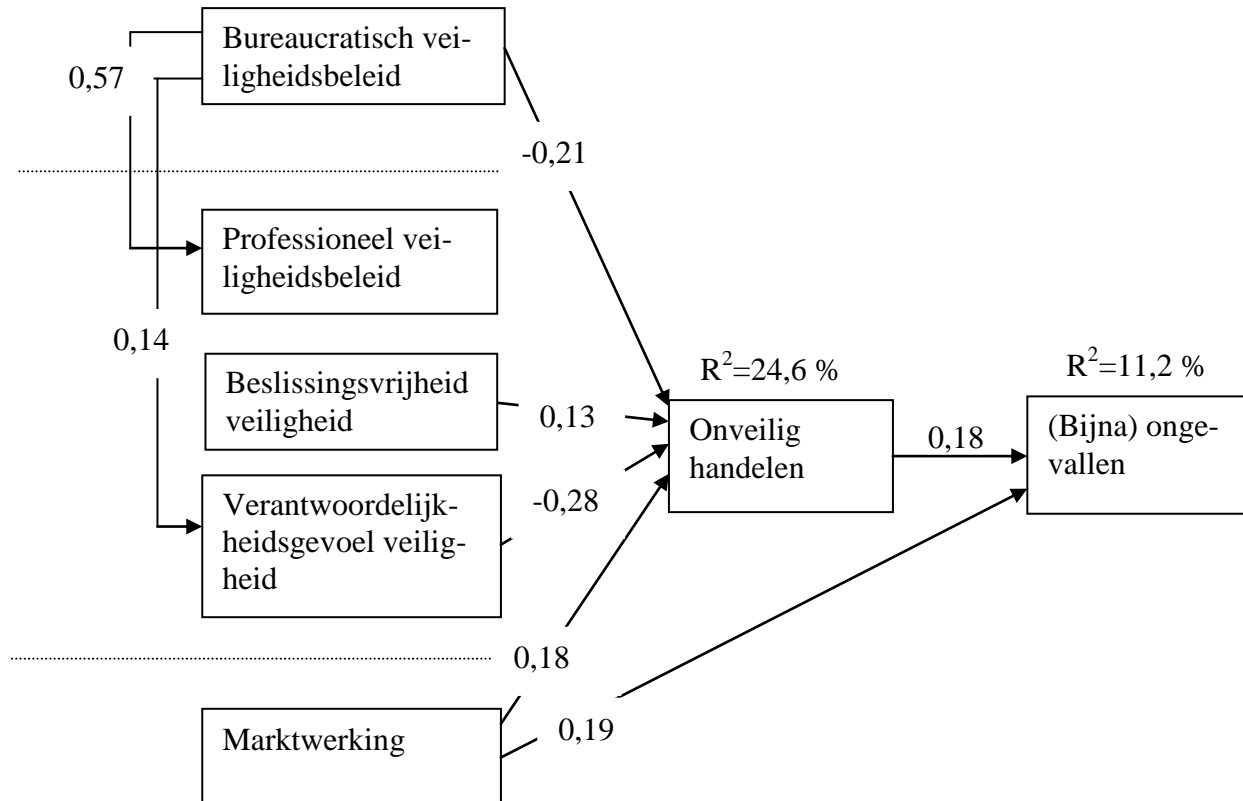 Bureaucratisch vei-
ligheidsbeleid
0,57
-0,21
Professioneel vei-
ligheidsbeleid
0,14
Beslissingsvrijheid
veiligheid
0,13
R²=24,6 %
R²=11,2 %
Onveilig
handelen
0,18
(Bijna) onge-
vallen
Verantwoordelijk-
heidsgevoel veilig-
heid
-0,28
0,18
Marktwerking
0,19